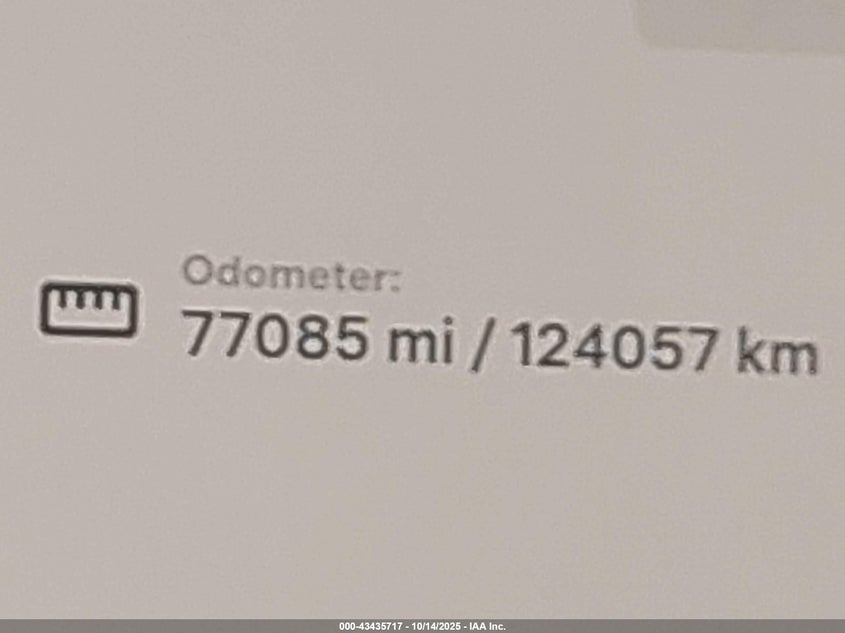 Odometer:
77085 mi / 124057 km
000-43435717 - 10/14/2025 - IAA Inc.